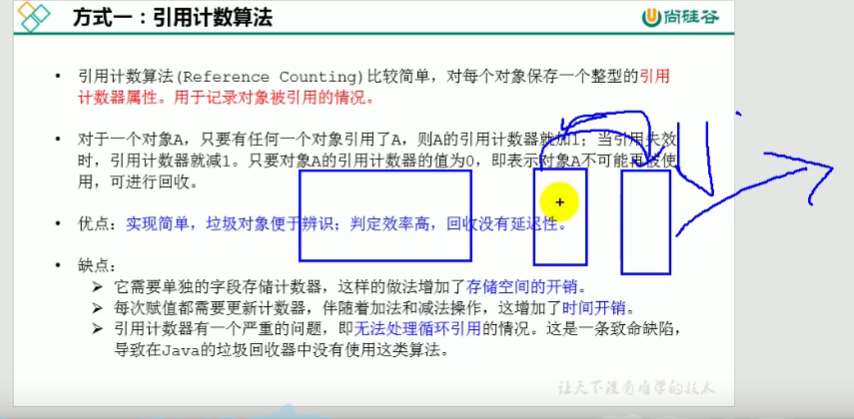 方式一：引用计数算法
尚硅谷
• 引用计数算法(Reference Counting)比较简单，对每个对象保存一个整型的引用
计数器属性。用于记录对象被引用的情况。
• 对于一个对象A，只要有任何一个对象引用了A，则A的引用计数器就加1；当引用失效
时，引用计数器就减1。只要对象A的引用计数器的值为0，即表示对象A不可能再被使
用，可进行回收。
• 优点：实现简单，垃圾对象便于辨识；判定效率高，回收没有延迟性。
• 缺点：
➢ 它需要单独的字段存储计数器，这样的做法增加了存储空间的开销。
➢ 每次赋值都需要更新计数器，伴随着加法和减法操作，这增加了时间开销。
➢ 引用计数器有一个严重的问题，即无法处理循环引用的情况。这是一条致命缺陷，
导致在Java的垃圾回收器中没有使用这类算法。
让天下没有难学的技术